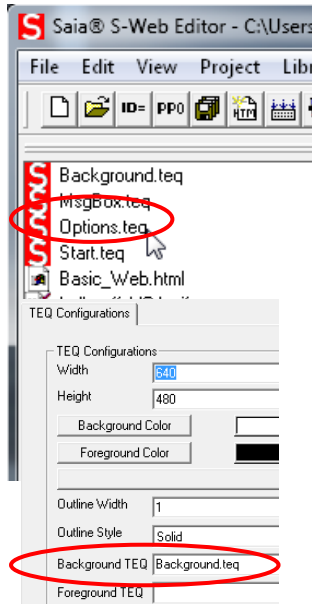 S Saia® S-Web Editor - C:\Users
File Edit View Project Libr
ID= PPO HTM
Background.teq
MsgBox.teq
Options.teq
Start.teq
Basic_Web.html
TEQ Configurations
TEQ Configurations
Width 640
Height 480
Background Color
Foreground Color
Outline Width 1
Outline Style Solid
Background TEQ Background.teq
Foreground TEQ